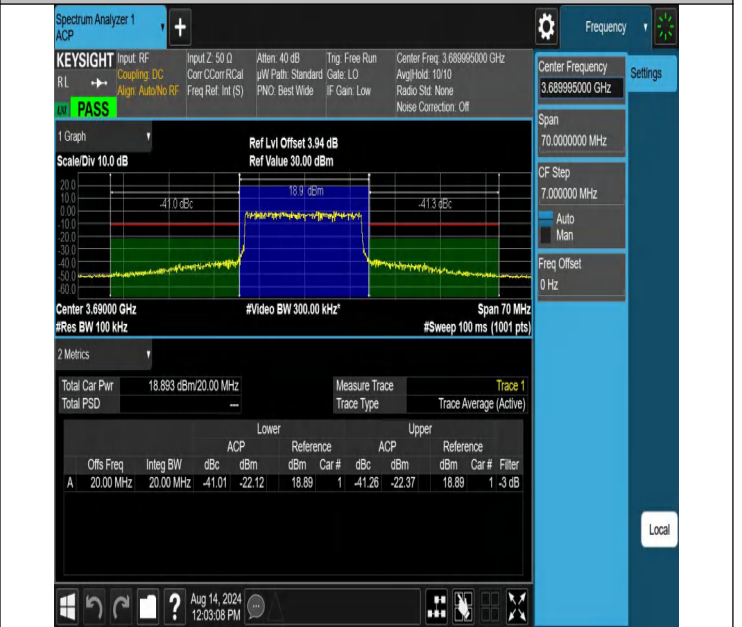 Spectrum Analyzer 1
ACP
+
Frequency
KEYSIGHT
RL
PASS
Input: RF
Coupling: DC
Align: Auto/No RF
Input Z: 50 Ω
Corr CCorr RCal
Freq Ref: Int (S)
Atten: 40 dB
µW Path: Standard
PNO: Best Wide
Trig: Free Run
Gate: LO
IF Gain: Low
Center Freq: 3.689995000 GHz
Avg|Hold: 10/10
Radio Std: None
Noise Correction: Off
Center Frequency
3.689995000 GHz
Settings
Span
70.0000000 MHz
CF Step
7.000000 MHz
Auto
Man
Freq Offset
0 Hz
1 Graph
Scale/Div 10.0 dB
Ref Lvl Offset 3.94 dB
Ref Value 30.00 dBm
20.0
10.0
0.00
-10.0
-20.0
-30.0
-40.0
-50.0
-60.0
-41.0 dBc
18.9 dBm
-41.3 dBc
Center 3.69000 GHz
#Video BW 300.00 kHz*
Span 70 MHz
#Res BW 100 kHz
#Sweep 100 ms (1001 pts)
2 Metrics
Total Car Pwr 18.893 dBm/20.00 MHz
Total PSD ---
Measure Trace Trace 1
Trace Type Trace Average (Active)
Lower Upper
ACP Reference ACP Reference
Offs Freq Integ BW dBc dBm dBm Car # dBc dBm dBm Car # Filter
A 20.00 MHz 20.00 MHz -41.01 -22.12 18.89 1 -41.26 -22.37 18.89 1 -3 dB
Local
?
Aug 14, 2024
12:03:08 PM